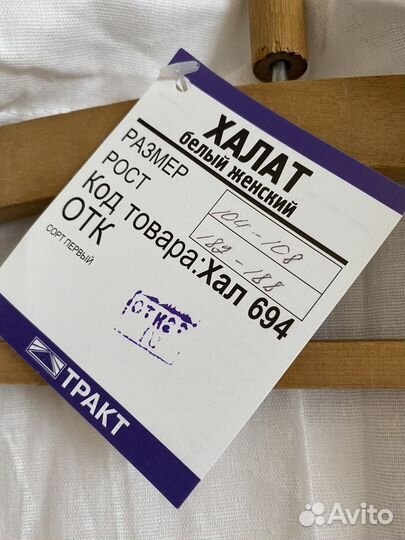 ХАЛАТ
белый женский
РАЗМЕР 104-108
РОСТ 182-188
Код товара:Хал 694
ОТК
СОРТ ПЕРВЫЙ
ТРАКТ
Avito